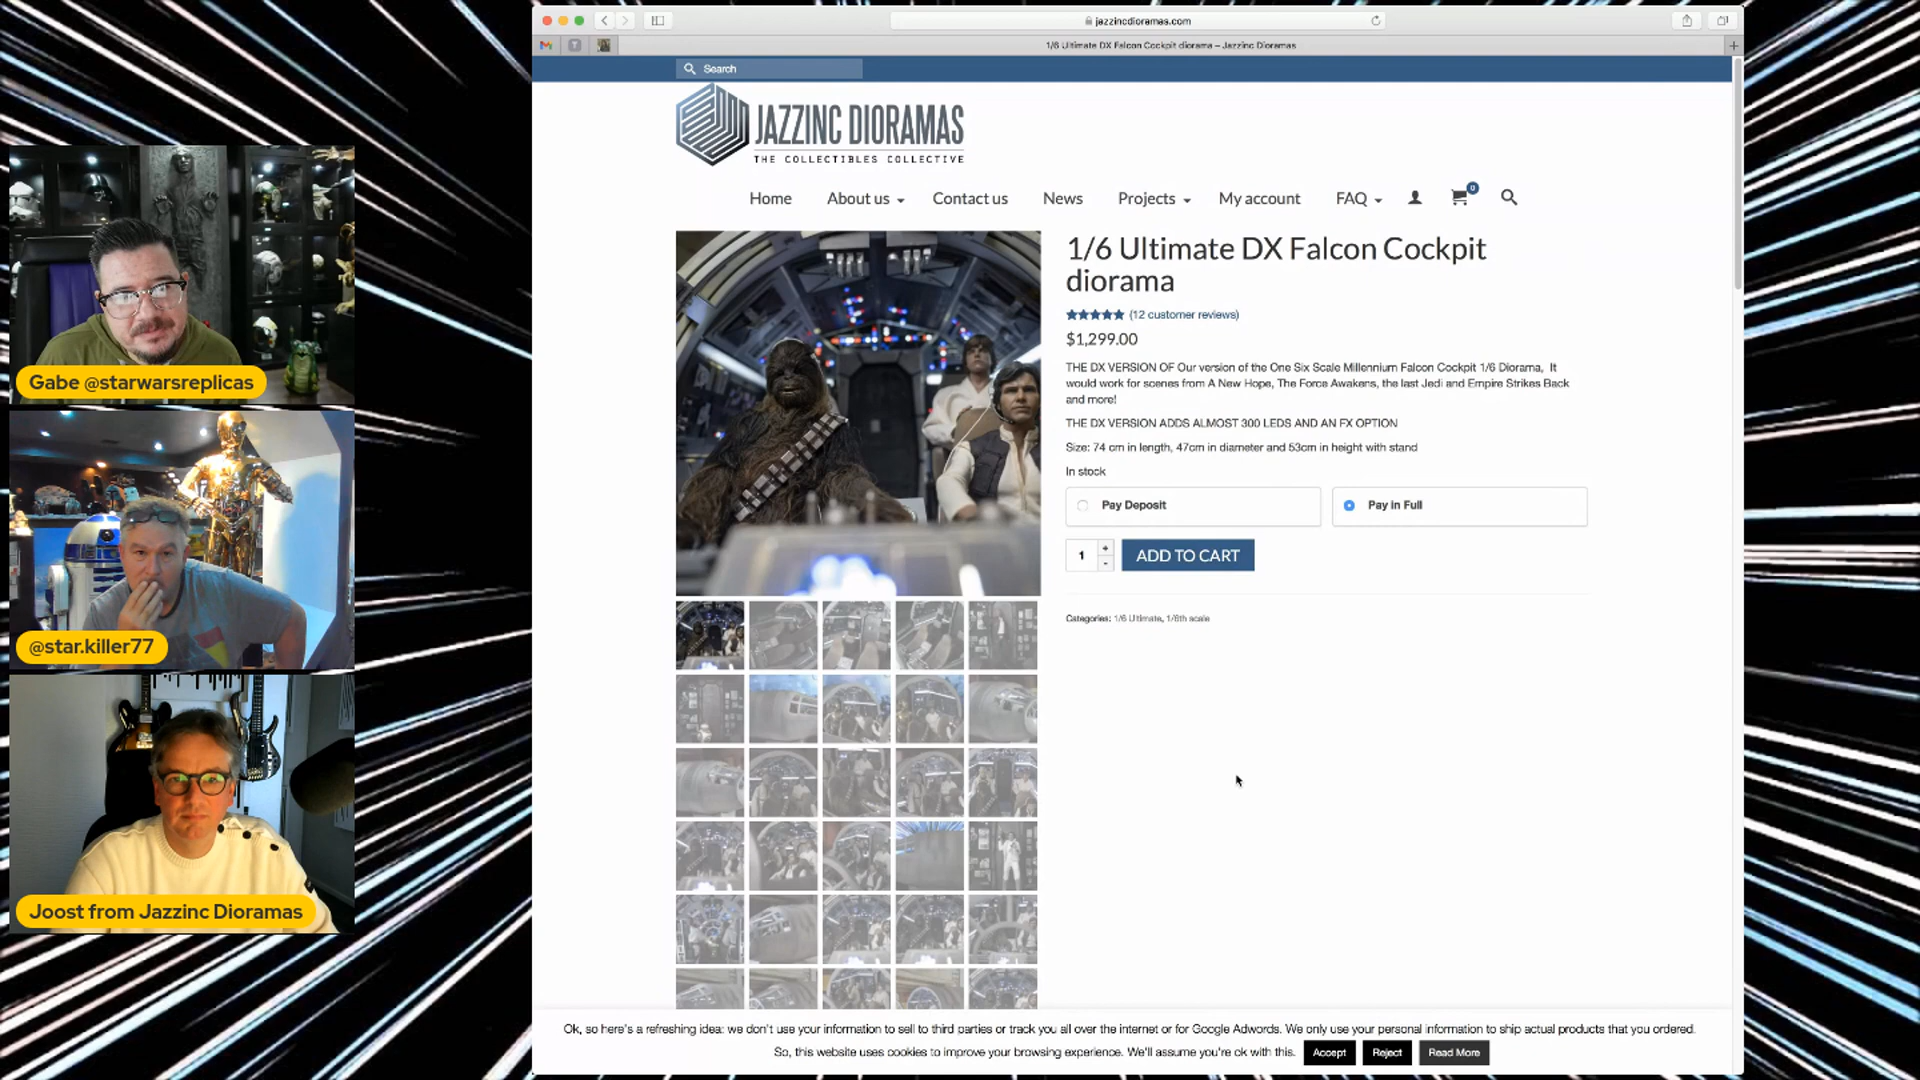 jazzincdioramas.com
1/6 Ultimate DX Falcon Cockpit diorama – Jazzinc Dioramas
Search
JAZZINC DIORAMAS
THE COLLECTIBLES COLLECTIVE
Home
About us
Contact us
News
Projects
My account
FAQ
0
1/6 Ultimate DX Falcon Cockpit
diorama
(12 customer reviews)
$1,299.00
THE DX VERSION OF Our version of the One Six Scale Millennium Falcon Cockpit 1/6 Diorama, It
would work for scenes from A New Hope, The Force Awakens, the last Jedi and Empire Strikes Back
and more!
THE DX VERSION ADDS ALMOST 300 LEDS AND AN FX OPTION
Size: 74 cm in length, 47cm in diameter and 53cm in height with stand
In stock
Pay Deposit
Pay in Full
1
+
-
ADD TO CART
Categories: 1/6 Ultimate, 1/6th scale
Gabe @starwarsreplicas
@star.killer77
Joost from Jazzinc Dioramas
Ok, so here's a refreshing idea: we don't use your information to sell to third parties or track you all over the internet or for Google Adwords. We only use your personal information to ship actual products that you ordered.
So, this website uses cookies to improve your browsing experience. We'll assume you're ok with this.
Accept
Reject
Read More